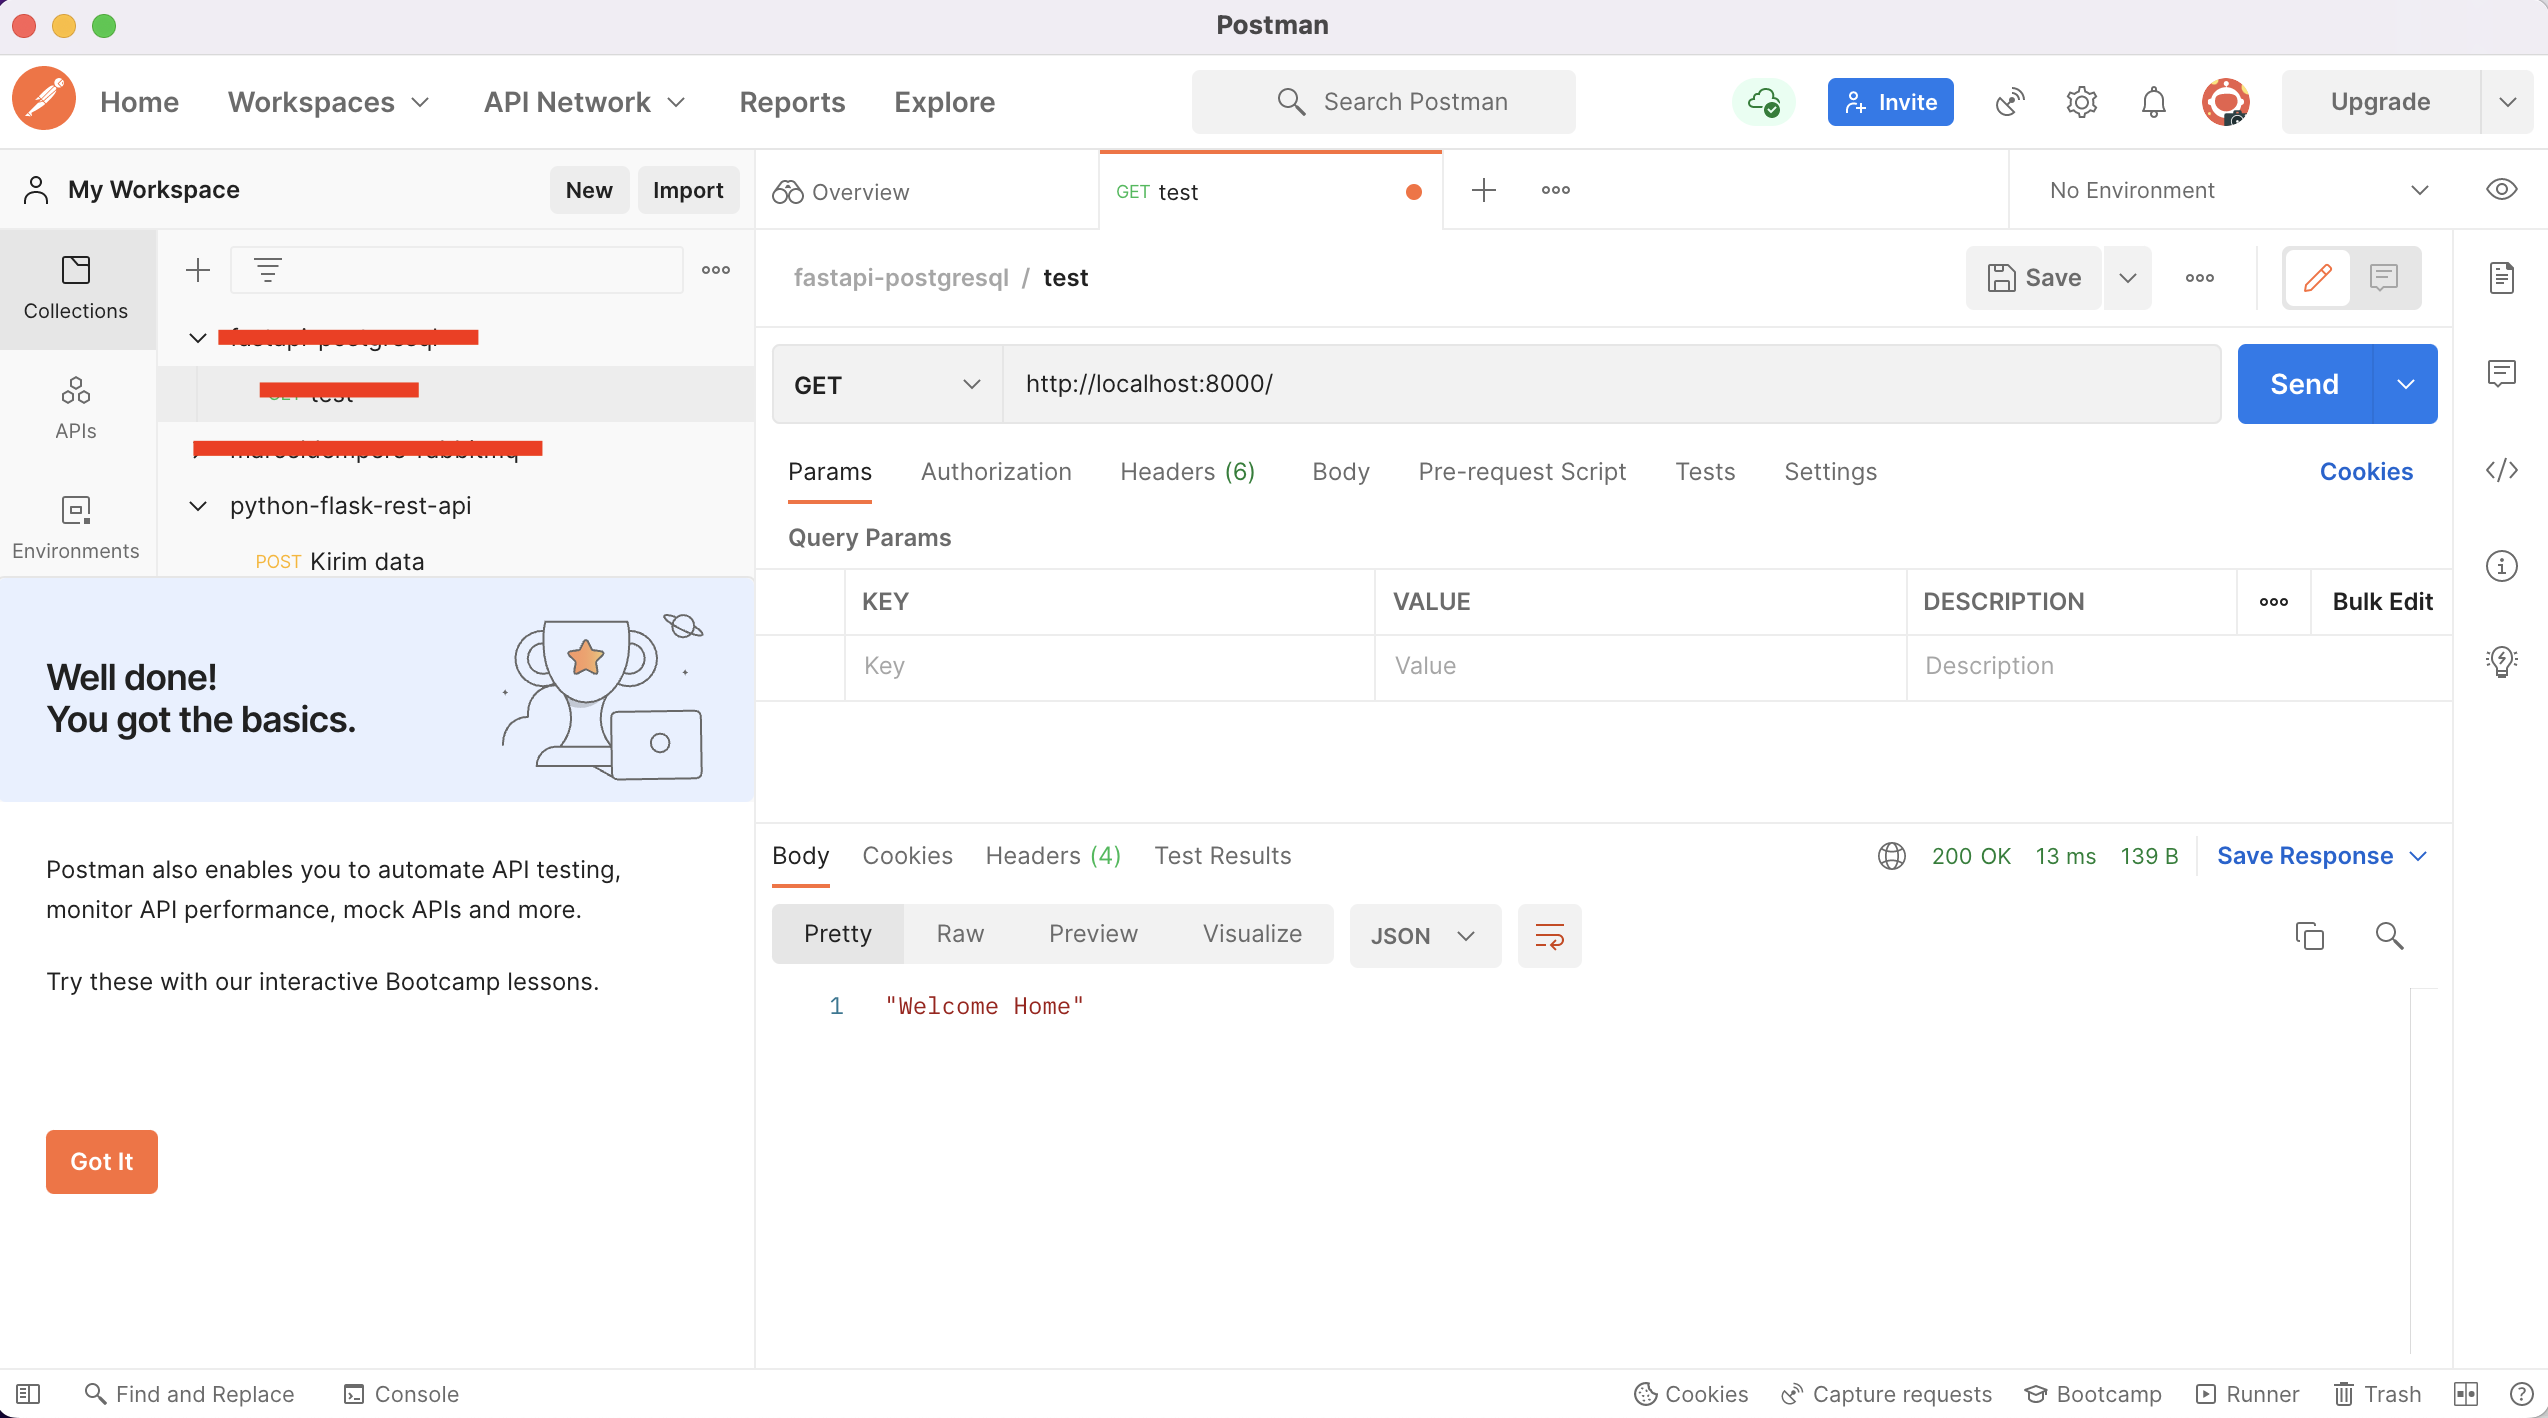 Postman
Home Workspaces API Network Reports Explore Search Postman Invite Upgrade
My Workspace New Import Overview GET test No Environment
Collections
fastapi-postgresql / test Save
fastapi-postgresql
GET http://localhost:8000/ Send
test
APIs
Params Authorization Headers (6) Body Pre-request Script Tests Settings Cookies
python-flask-rest-api
Query Params
Environments
POST Kirim data
KEY VALUE DESCRIPTION Bulk Edit
Key Value Description
Well done!
You got the basics.
Body Cookies Headers (4) Test Results 200 OK 13 ms 139 B Save Response
Postman also enables you to automate API testing,
monitor API performance, mock APIs and more.
Pretty Raw Preview Visualize JSON
Try these with our interactive Bootcamp lessons.
1 "Welcome Home"
Got It
Find and Replace Console Cookies Capture requests Bootcamp Runner Trash